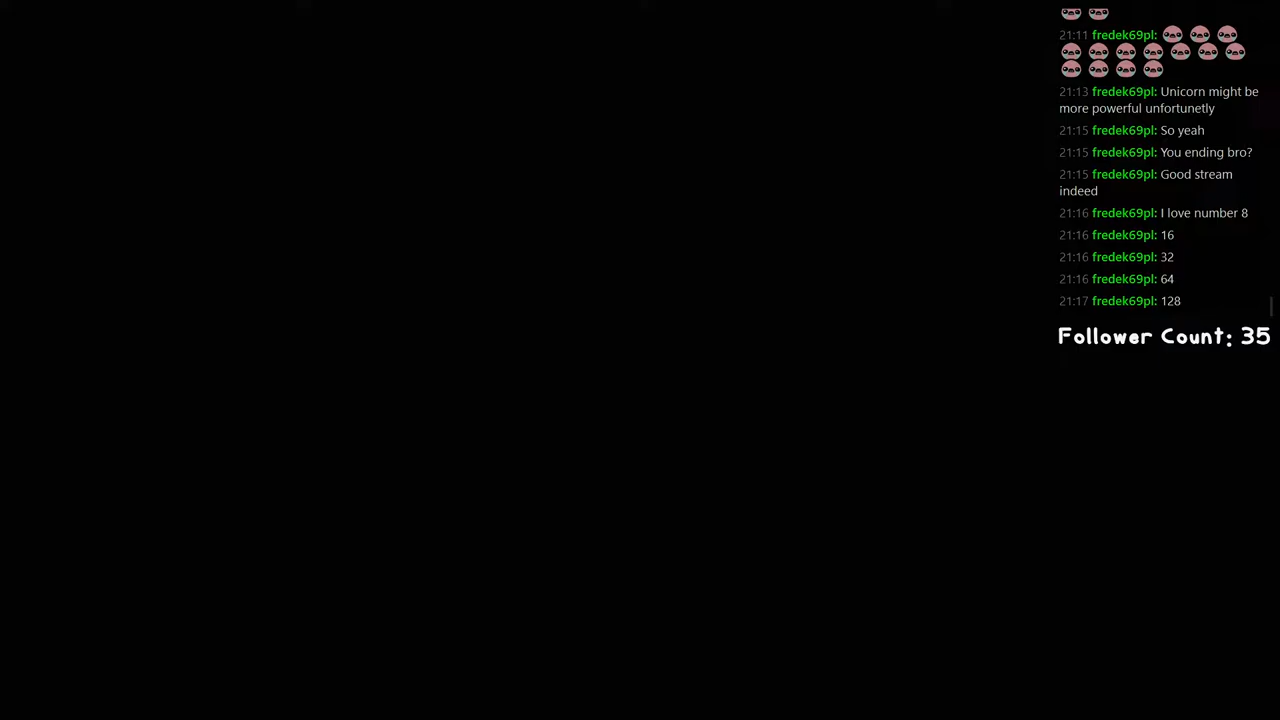 21:11 fredek69pl:
21:13 fredek69pl: Unicorn might be
more powerful unfortunetly
21:15 fredek69pl: So yeah
21:15 fredek69pl: You ending bro?
21:15 fredek69pl: Good stream
indeed
21:16 fredek69pl: I love number 8
21:16 fredek69pl: 16
21:16 fredek69pl: 32
21:16 fredek69pl: 64
21:17 fredek69pl: 128
Follower Count: 35